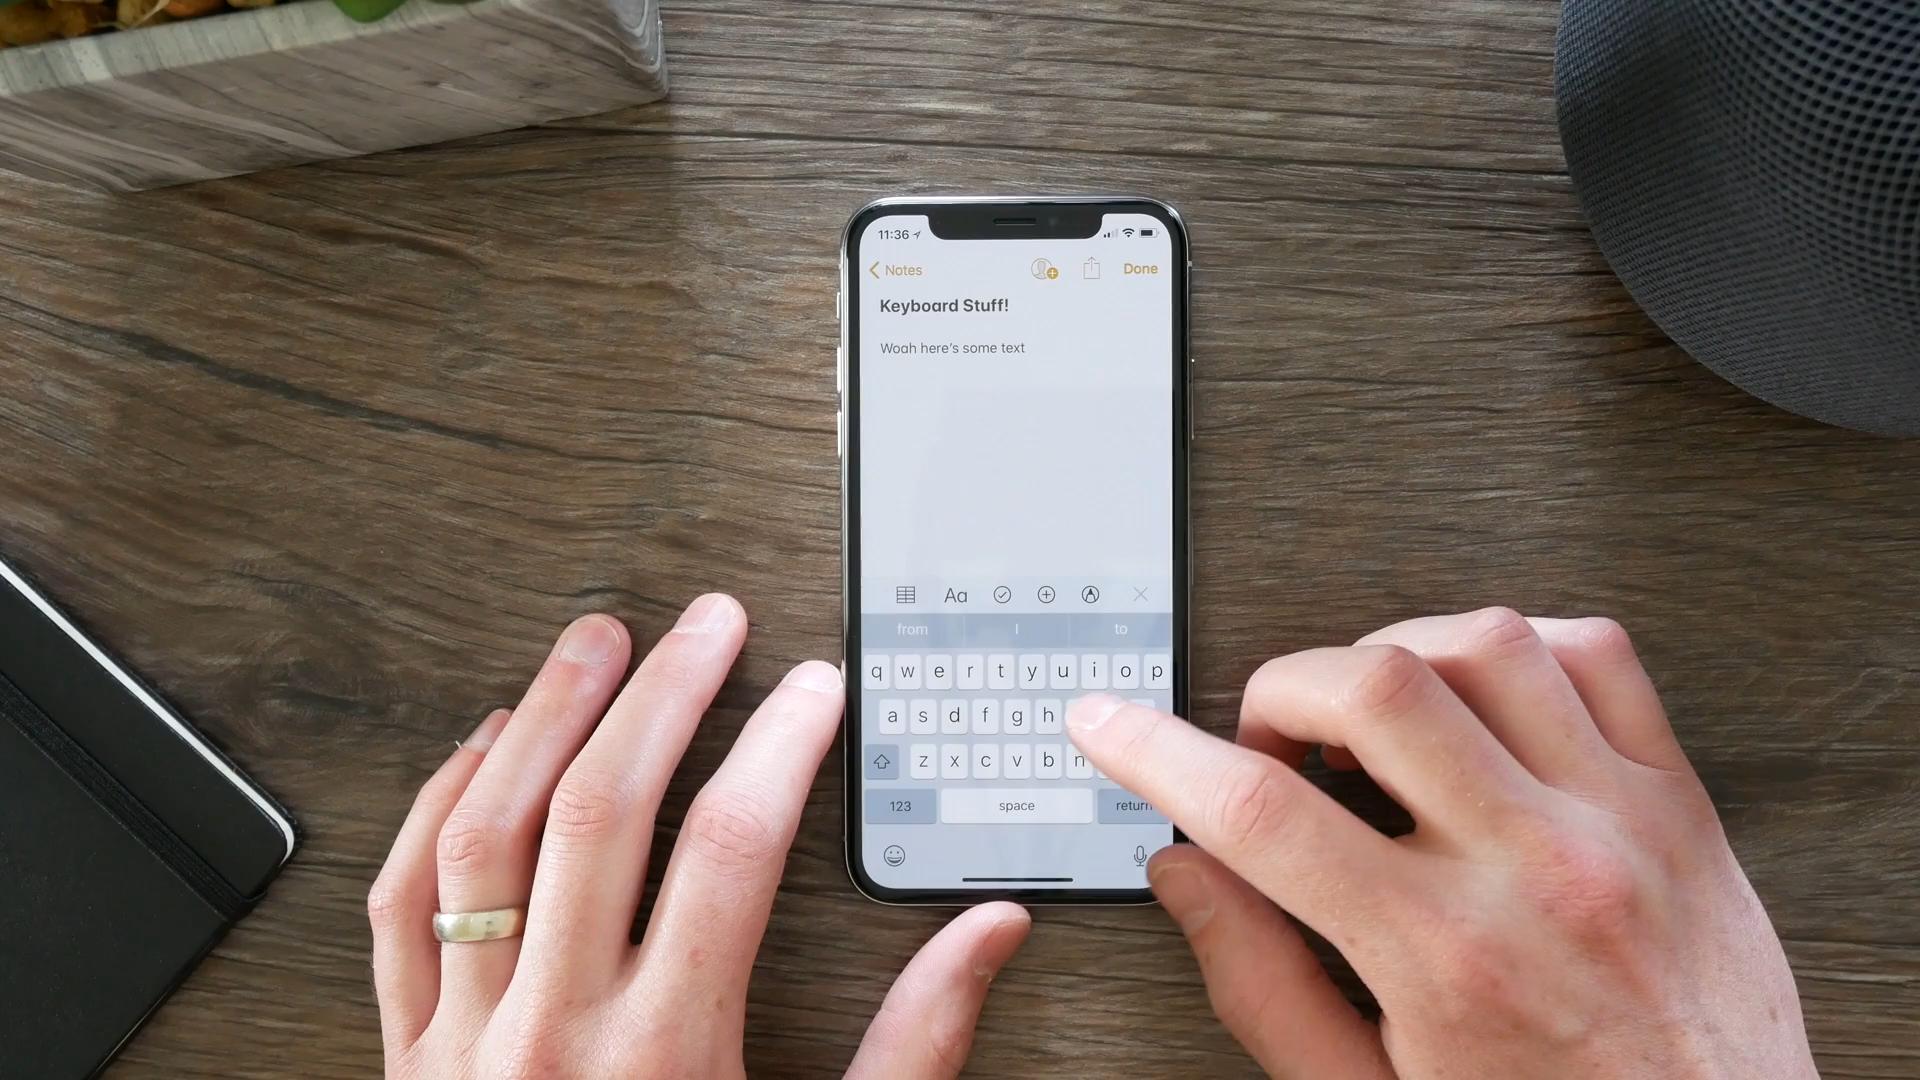 11:36
Notes
Done
Keyboard Stuff!
Woah here's some text
Aa
from I to
q w e r t y u i o p
a s d f g h
z x c v b n
123 space return